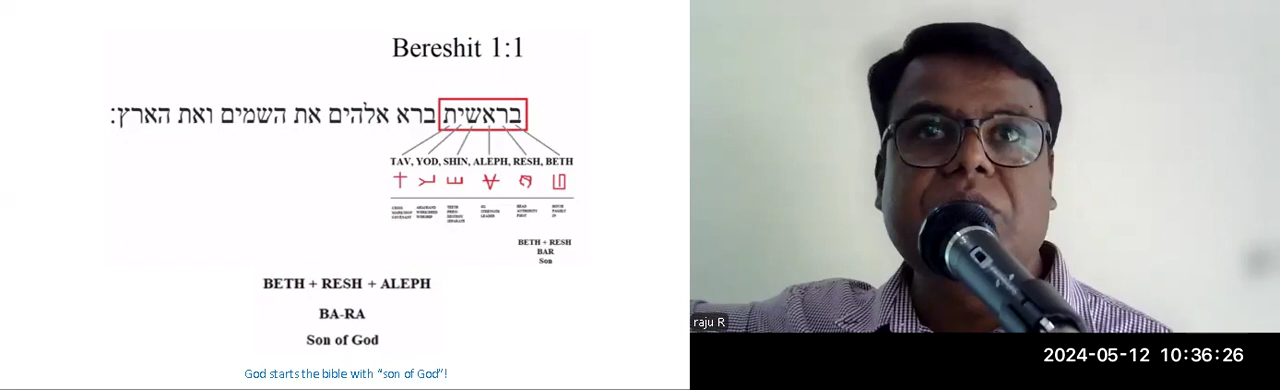 Bereshit 1:1
בראשית ברא אלהים את השמים ואת הארץ:
TAV, YOD, SHIN, ALEPH, RESH, BETH
BETH + RESH
BAR
Son
BETH + RESH + ALEPH
BA-RA
Son of God
God starts the bible with “son of God”!
raju R
2024-05-12 10:36:26